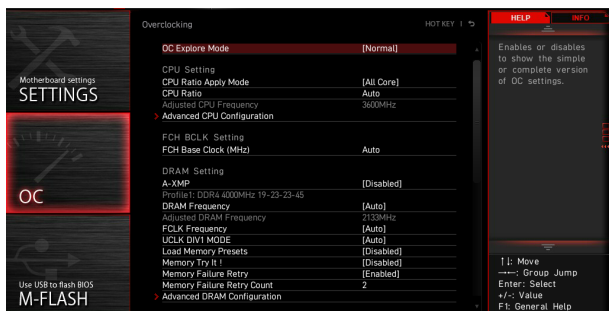 Overclocking
HOT KEY | ⮌
HELP
INFO
Motherboard settings
SETTINGS
OC
Use USB to flash BIOS
M-FLASH
OC Explore Mode [Normal]
CPU Setting
CPU Ratio Apply Mode [All Core]
CPU Ratio Auto
Adjusted CPU Frequency 3600MHz
> Advanced CPU Configuration
FCH BCLK Setting
FCH Base Clock (MHz) Auto
DRAM Setting
A-XMP [Disabled]
Profile1: DDR4 4000MHz 19-23-23-45
DRAM Frequency [Auto]
Adjusted DRAM Frequency 2133MHz
FCLK Frequency [Auto]
UCLK DIV1 MODE [Auto]
Load Memory Presets [Disabled]
Memory Try It ! [Disabled]
Memory Failure Retry [Enabled]
Memory Failure Retry Count 2
> Advanced DRAM Configuration
Enables or disables
to show the simple
or complete version
of OC settings.
↑↓: Move
→←: Group Jump
Enter: Select
+/-: Value
F1: General Help